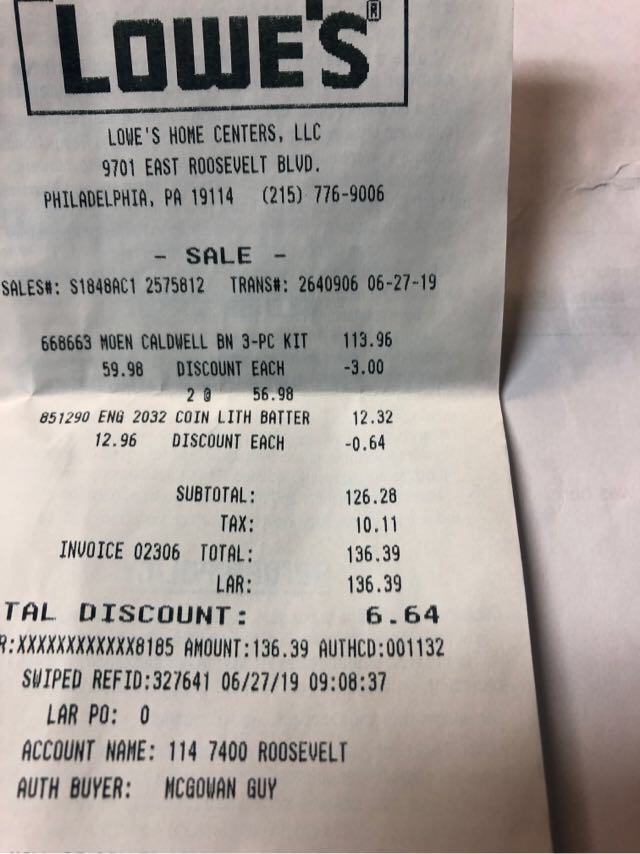 LOWE'S®
LOWE'S HOME CENTERS, LLC
9701 EAST ROOSEVELT BLVD.
PHILADELPHIA, PA 19114 (215) 776-9006
- SALE -
SALES#: S1848AC1 2575812 TRANS#: 2640906 06-27-19
668663 MOEN CALDWELL BN 3-PC KIT 113.96
59.98 DISCOUNT EACH -3.00
2 @ 56.98
851290 ENG 2032 COIN LITH BATTER 12.32
12.96 DISCOUNT EACH -0.64
SUBTOTAL: 126.28
TAX: 10.11
INVOICE 02306 TOTAL: 136.39
LAR: 136.39
TAL DISCOUNT: 6.64
R:XXXXXXXXXXXX8185 AMOUNT:136.39 AUTHCD:001132
SWIPED REFID:327641 06/27/19 09:08:37
LAR PO: 0
ACCOUNT NAME: 114 7400 ROOSEVELT
AUTH BUYER: MCGOWAN GUY